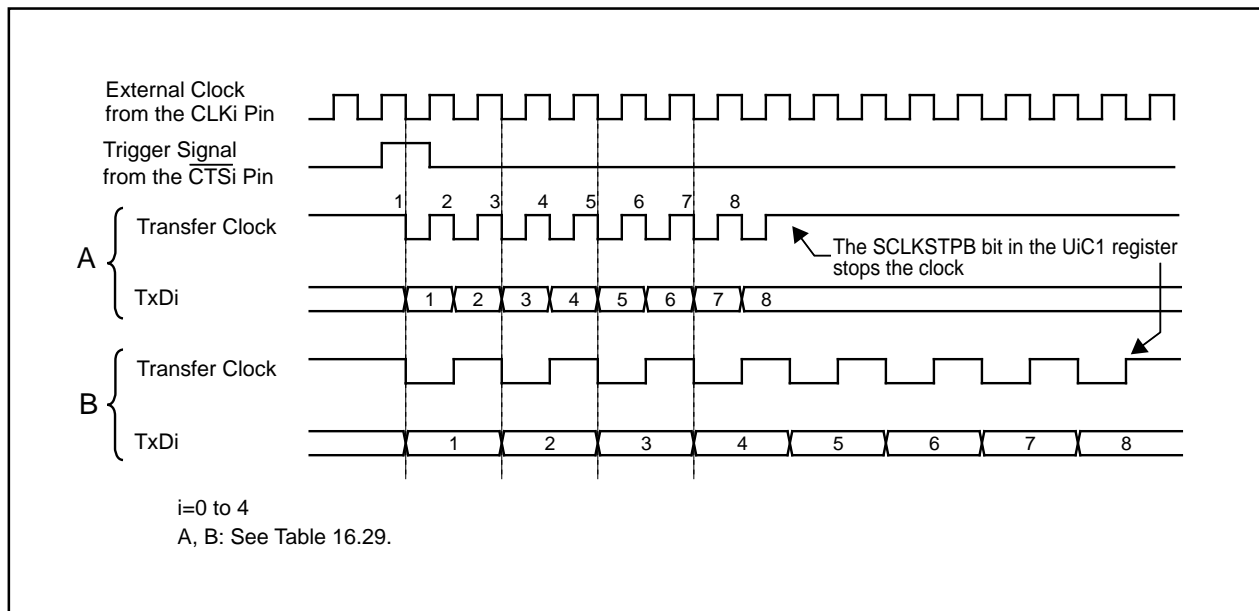 External Clock
from the CLKi Pin
Trigger Signal
from the CTSi Pin
1 2 3 4 5 6 7 8
Transfer Clock
A
The SCLKSTPB bit in the UiC1 register
stops the clock
TxDi
1 2 3 4 5 6 7 8
Transfer Clock
B
TxDi
1 2 3 4 5 6 7 8
i=0 to 4
A, B: See Table 16.29.